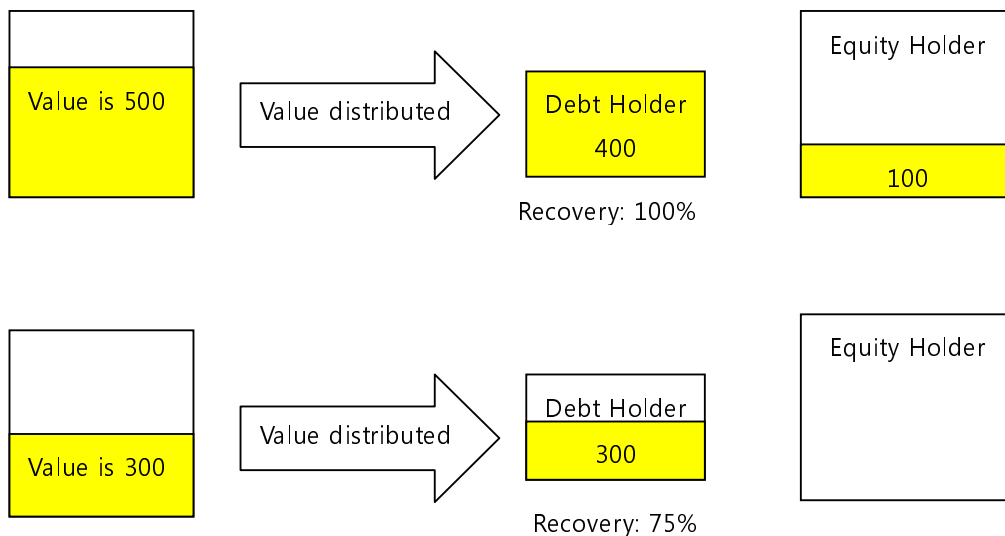 Value is 500
Value distributed
Debt Holder
400
Recovery: 100%
Equity Holder
100
Value is 300
Value distributed
Debt Holder
300
Recovery: 75%
Equity Holder